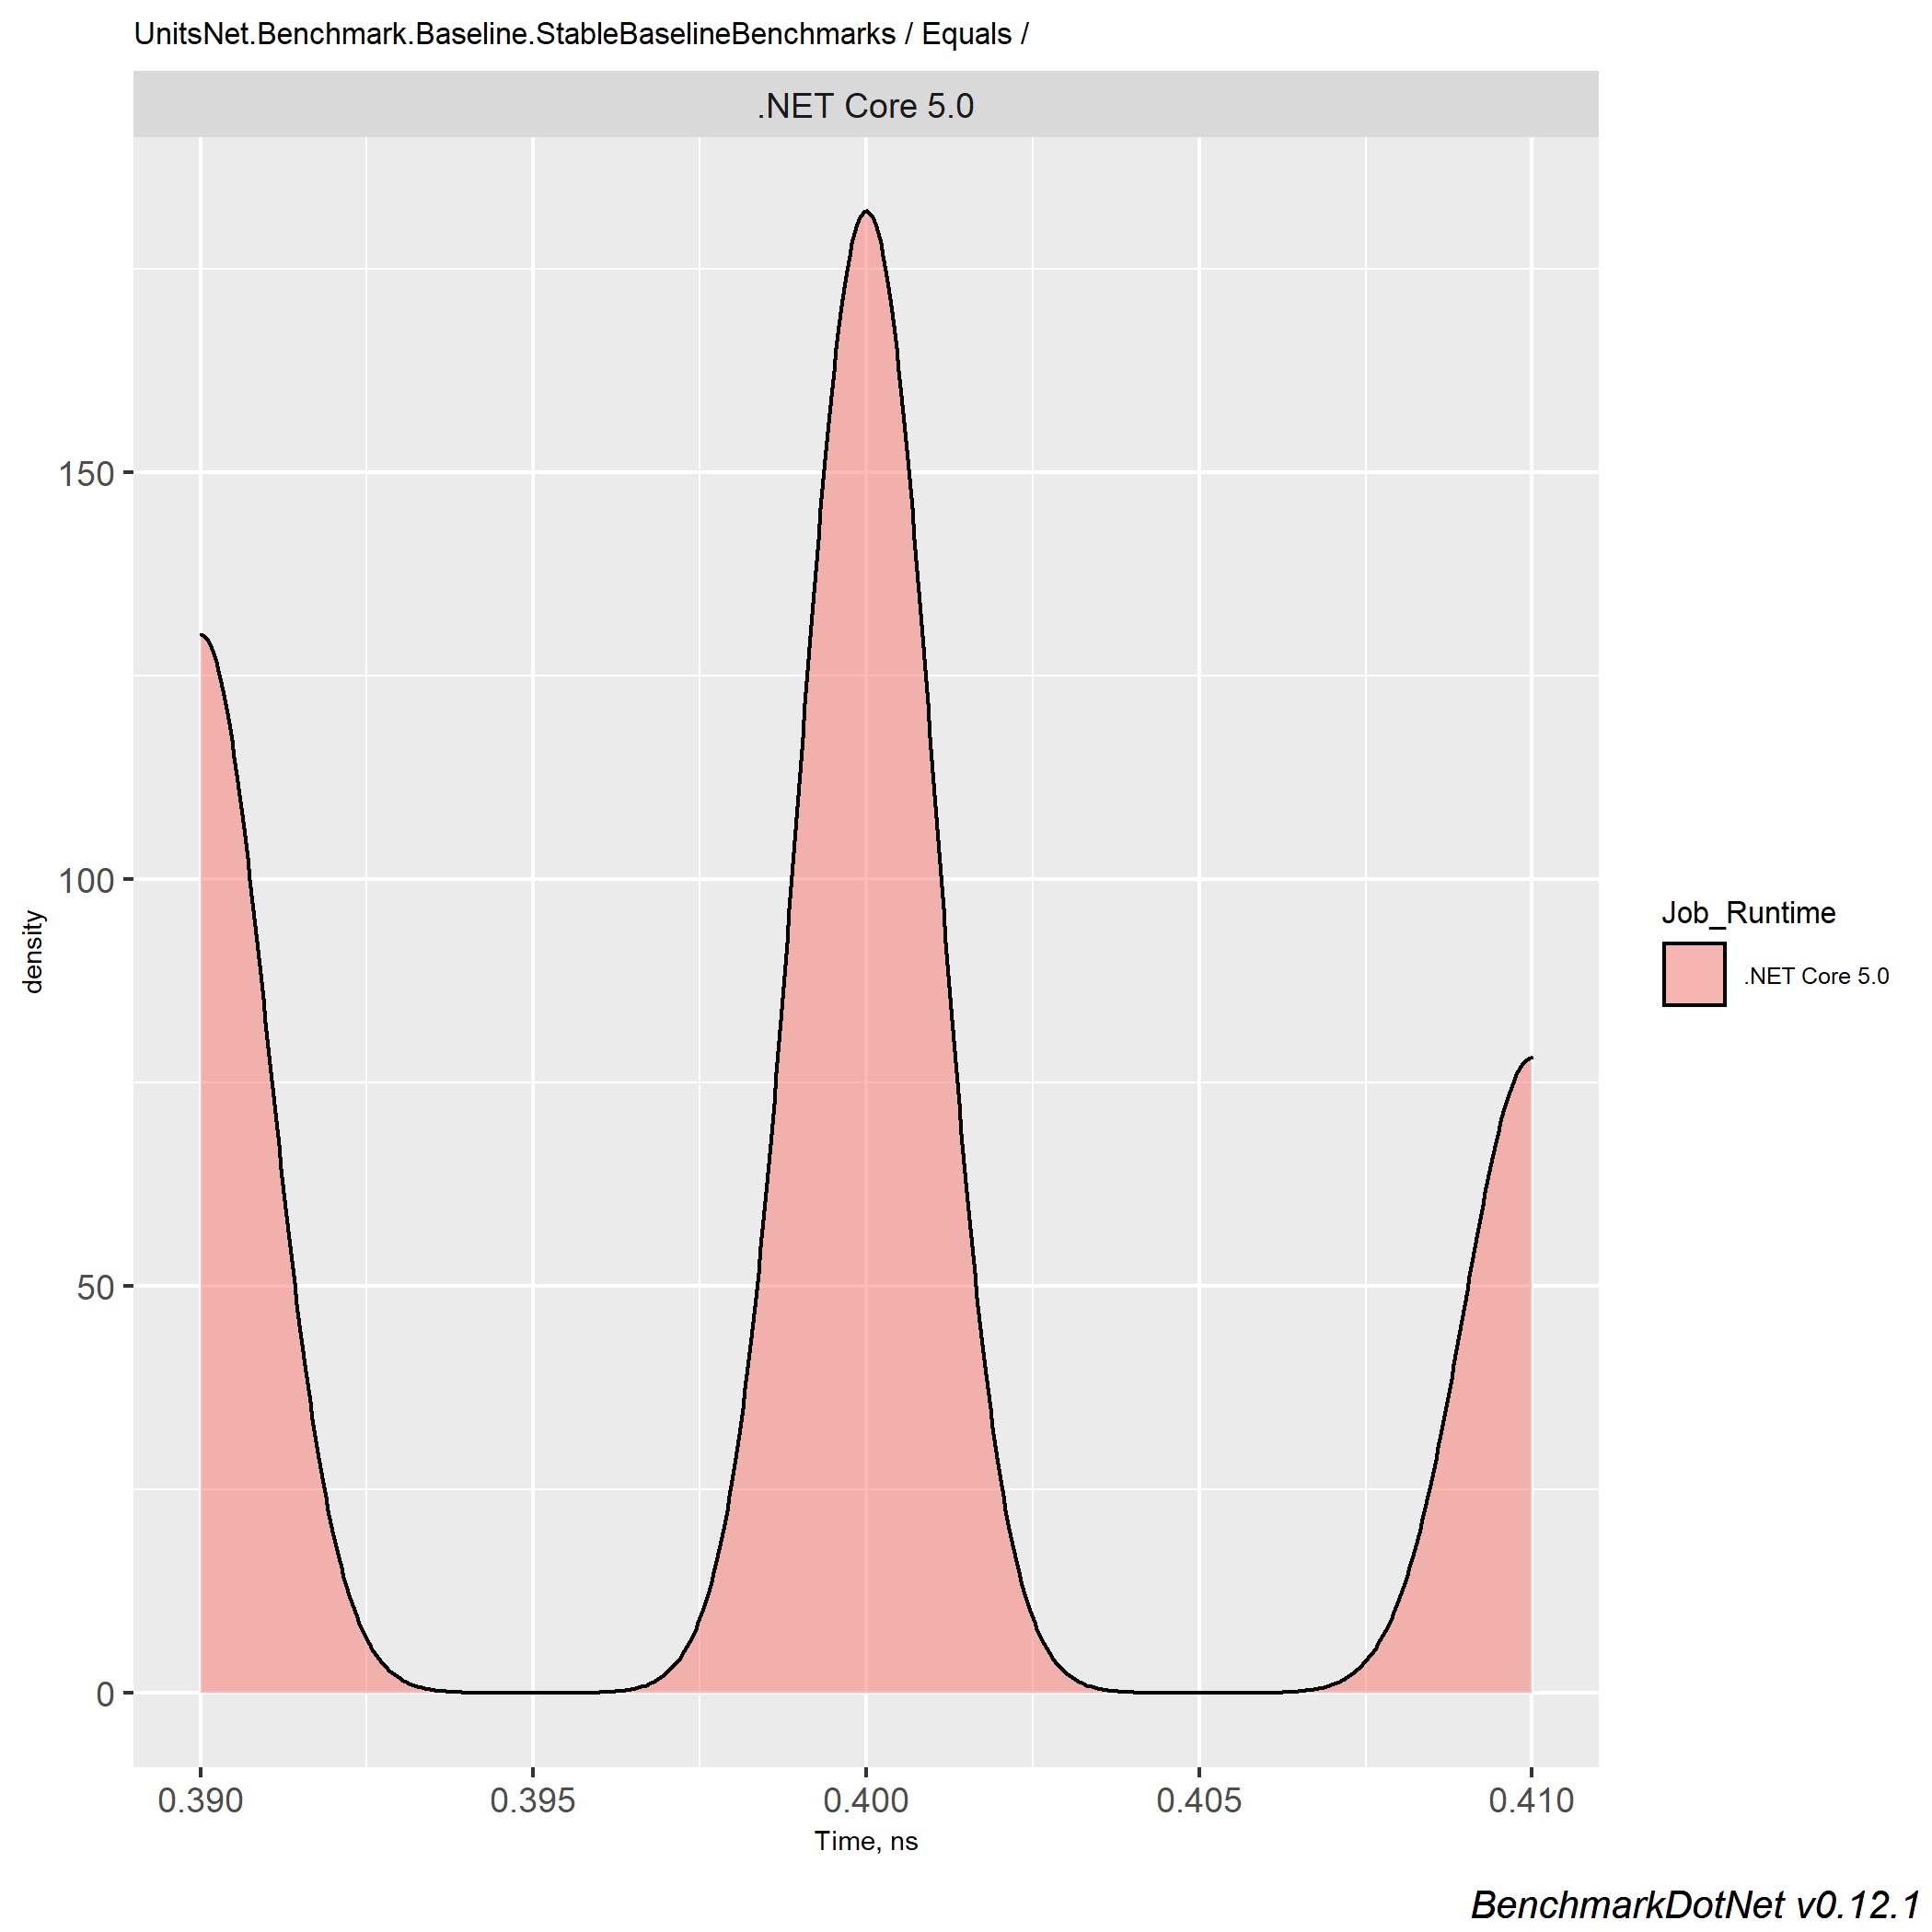 UnitsNet.Benchmark.Baseline.StableBaselineBenchmarks / Equals /
.NET Core 5.0
150
100
50
0
density
0.390 0.395 0.400 0.405 0.410
Time, ns
Job_Runtime
.NET Core 5.0
BenchmarkDotNet v0.12.1